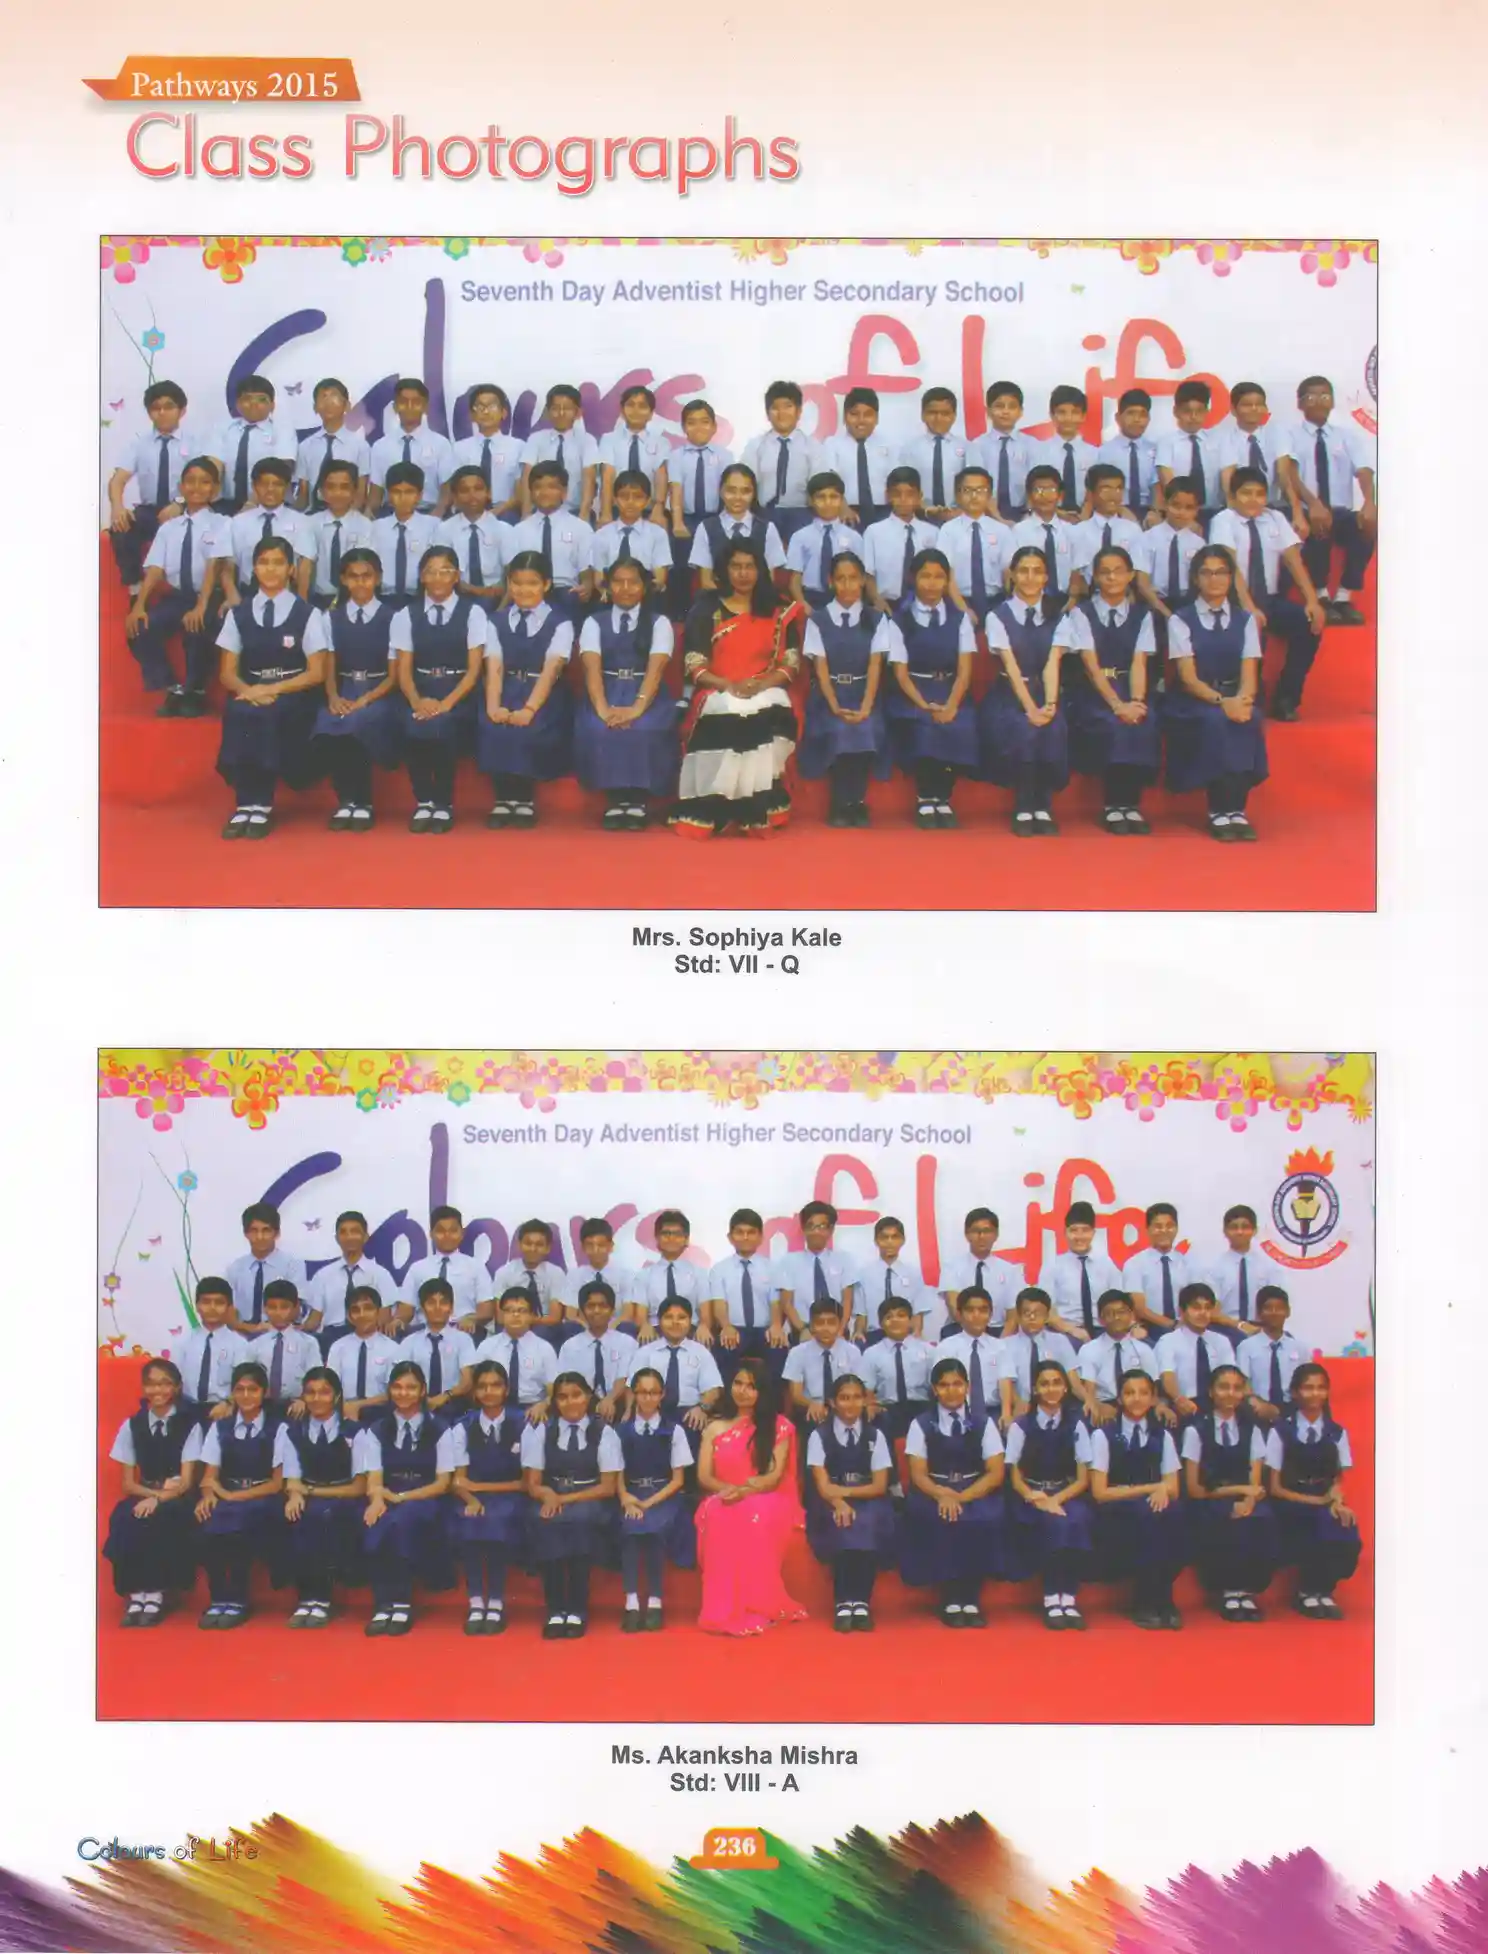 Pathways 2015
Class Photographs
Seventh Day Adventist Higher Secondary School
Colours of Life
Mrs. Sophiya Kale
Std: VII - Q
Seventh Day Adventist Higher Secondary School
Colours of Life
Ms. Akanksha Mishra
Std: VIII - A
Colours of Life
236